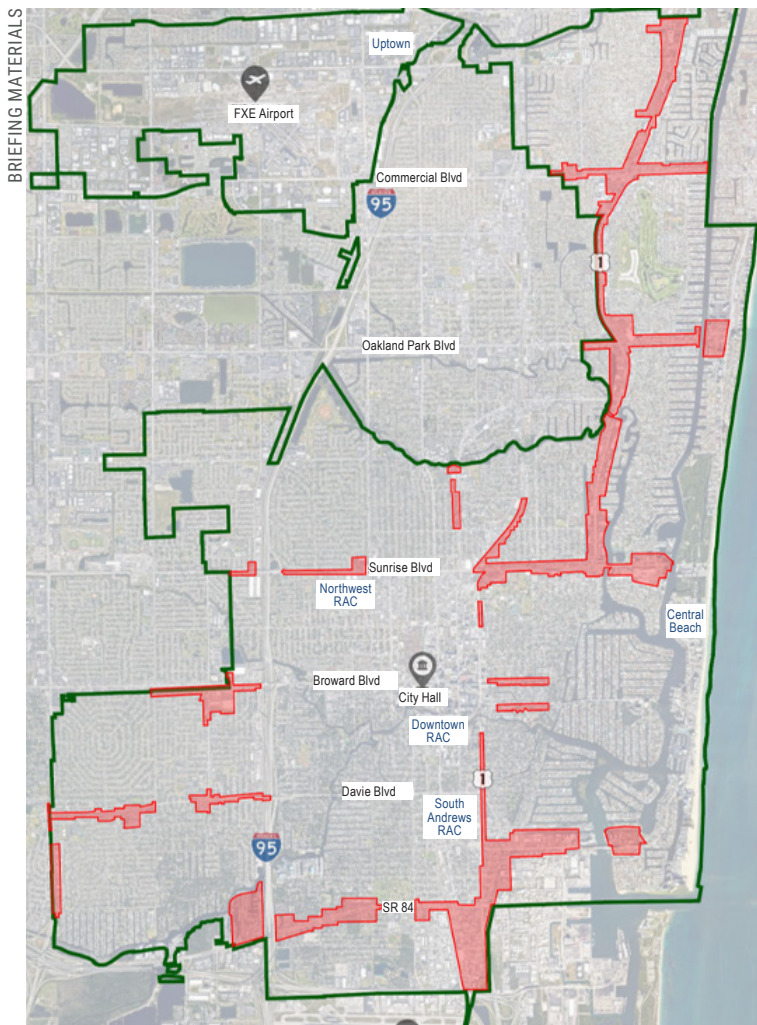 BRIEFING MATERIALS
Uptown
FXE Airport
Commercial Blvd
95
1
Oakland Park Blvd
Sunrise Blvd
Northwest
RAC
Central
Beach
Broward Blvd
City Hall
Downtown
RAC
1
Davie Blvd
South
Andrews
RAC
95
SR 84